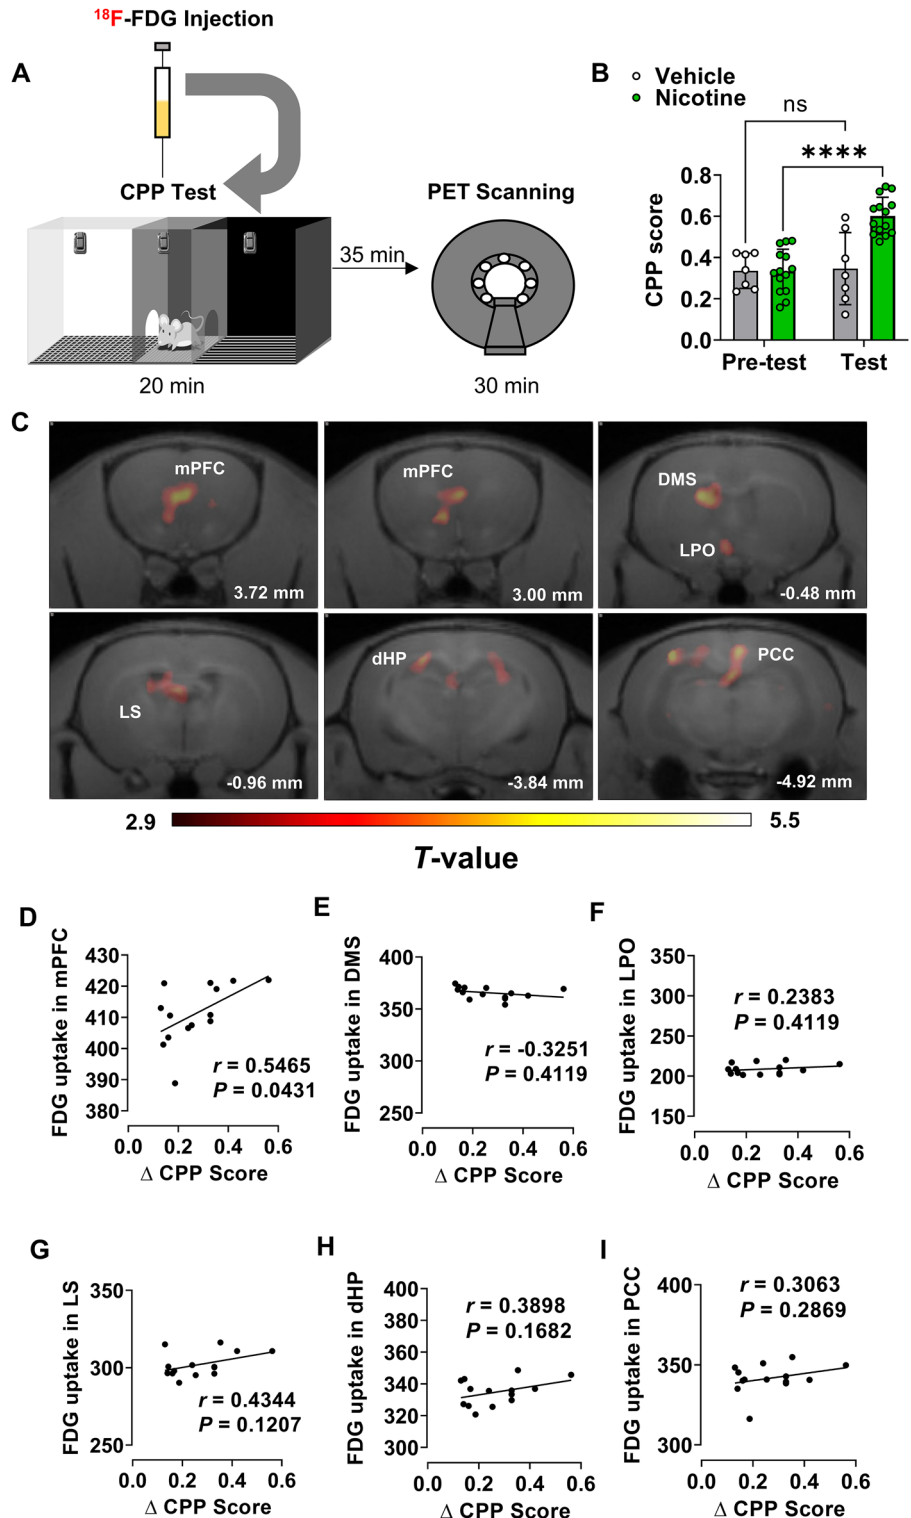 18F-FDG Injection
A
CPP Test
35 min
PET Scanning
20 min
30 min
B
Vehicle
Nicotine
ns
****
CPP score
0.8
0.6
0.4
0.2
0.0
Pre-test
Test
C
mPFC
3.72 mm
mPFC
3.00 mm
DMS
LPO
-0.48 mm
LS
-0.96 mm
dHP
-3.84 mm
PCC
-4.92 mm
2.9
5.5
T-value
D
FDG uptake in mPFC
430
420
410
400
390
380
r = 0.5465
P = 0.0431
0.0 0.2 0.4 0.6
Δ CPP Score
E
FDG uptake in DMS
400
350
300
250
r = -0.3251
P = 0.4119
0.0 0.2 0.4 0.6
Δ CPP Score
F
FDG uptake in LPO
350
300
250
200
150
r = 0.2383
P = 0.4119
0.0 0.2 0.4 0.6
Δ CPP Score
G
FDG uptake in LS
350
300
250
r = 0.4344
P = 0.1207
0.0 0.2 0.4 0.6
Δ CPP Score
H
FDG uptake in dHP
400
380
360
340
320
300
r = 0.3898
P = 0.1682
0.0 0.2 0.4 0.6
Δ CPP Score
I
FDG uptake in PCC
400
350
300
r = 0.3063
P = 0.2869
0.0 0.2 0.4 0.6
Δ CPP Score